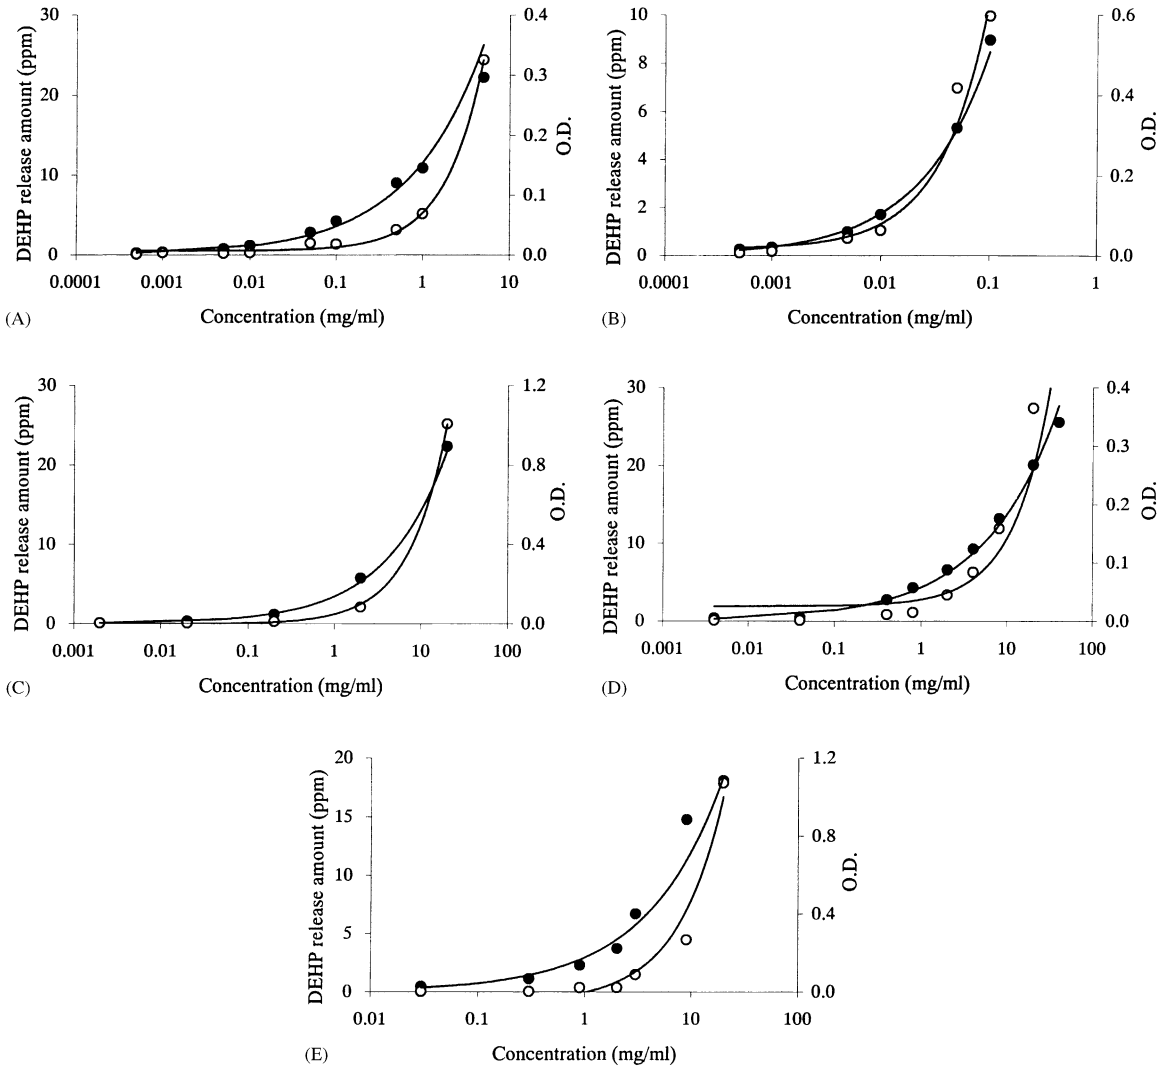 30
20
10
0
DEHP release amount (ppm)
0.4
0.3
0.2
0.1
0.0
O.D.
0.0001 0.001 0.01 0.1 1 10
Concentration (mg/ml)
(A)
10
8
6
4
2
0
DEHP release amount (ppm)
0.6
0.4
0.2
0.0
O.D.
0.0001 0.001 0.01 0.1 1
Concentration (mg/ml)
(B)
30
20
10
0
DEHP release amount (ppm)
1.2
0.8
0.4
0.0
O.D.
0.001 0.01 0.1 1 10 100
Concentration (mg/ml)
(C)
30
20
10
0
DEHP release amount (ppm)
0.4
0.3
0.2
0.1
0.0
O.D.
0.001 0.01 0.1 1 10 100
Concentration (mg/ml)
(D)
20
15
10
5
0
DEHP release amount (ppm)
1.2
0.8
0.4
0.0
O.D.
0.01 0.1 1 10 100
Concentration (mg/ml)
(E)